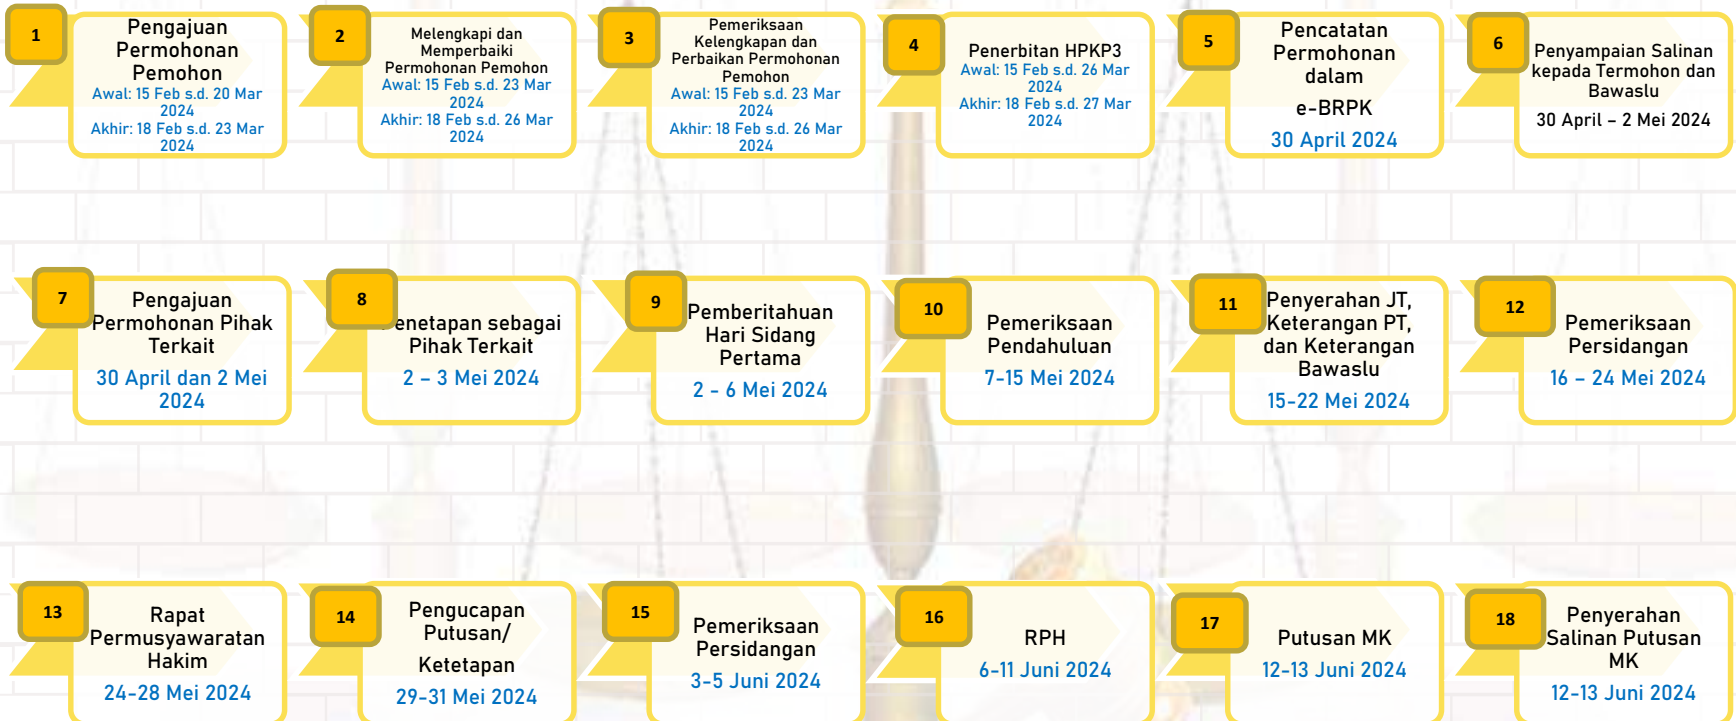 1
Pengajuan
Permohonan
Pemohon
Awal: 15 Feb s.d. 20 Mar
2024
Akhir: 18 Feb s.d. 23 Mar
2024
2
Melengkapi dan
Memperbaiki
Permohonan Pemohon
Awal: 15 Feb s.d. 23 Mar
2024
Akhir: 18 Feb s.d. 26 Mar
2024
3
Pemeriksaan
Kelengkapan dan
Perbaikan Permohonan
Pemohon
Awal: 15 Feb s.d. 23 Mar
2024
Akhir: 18 Feb s.d. 26 Mar
2024
4
Penerbitan HPKP3
Awal: 15 Feb s.d. 26 Mar
2024
Akhir: 18 Feb s.d. 27 Mar
2024
5
Pencatatan
Permohonan
dalam
e-BRPK
30 April 2024
6
Penyampaian Salinan
kepada Termohon dan
Bawaslu
30 April – 2 Mei 2024
7
Pengajuan
Permohonan Pihak
Terkait
30 April dan 2 Mei
2024
8
enetapan sebagai
Pihak Terkait
2 – 3 Mei 2024
9
Pemberitahuan
Hari Sidang
Pertama
2 - 6 Mei 2024
10
Pemeriksaan
Pendahuluan
7-15 Mei 2024
11
Penyerahan JT,
Keterangan PT,
dan Keterangan
Bawaslu
15-22 Mei 2024
12
Pemeriksaan
Persidangan
16 – 24 Mei 2024
13
Rapat
Permusyawaratan
Hakim
24-28 Mei 2024
14
Pengucapan
Putusan/
Ketetapan
29-31 Mei 2024
15
Pemeriksaan
Persidangan
3-5 Juni 2024
16
RPH
6-11 Juni 2024
17
Putusan MK
12-13 Juni 2024
18
Penyerahan
Salinan Putusan
MK
12-13 Juni 2024